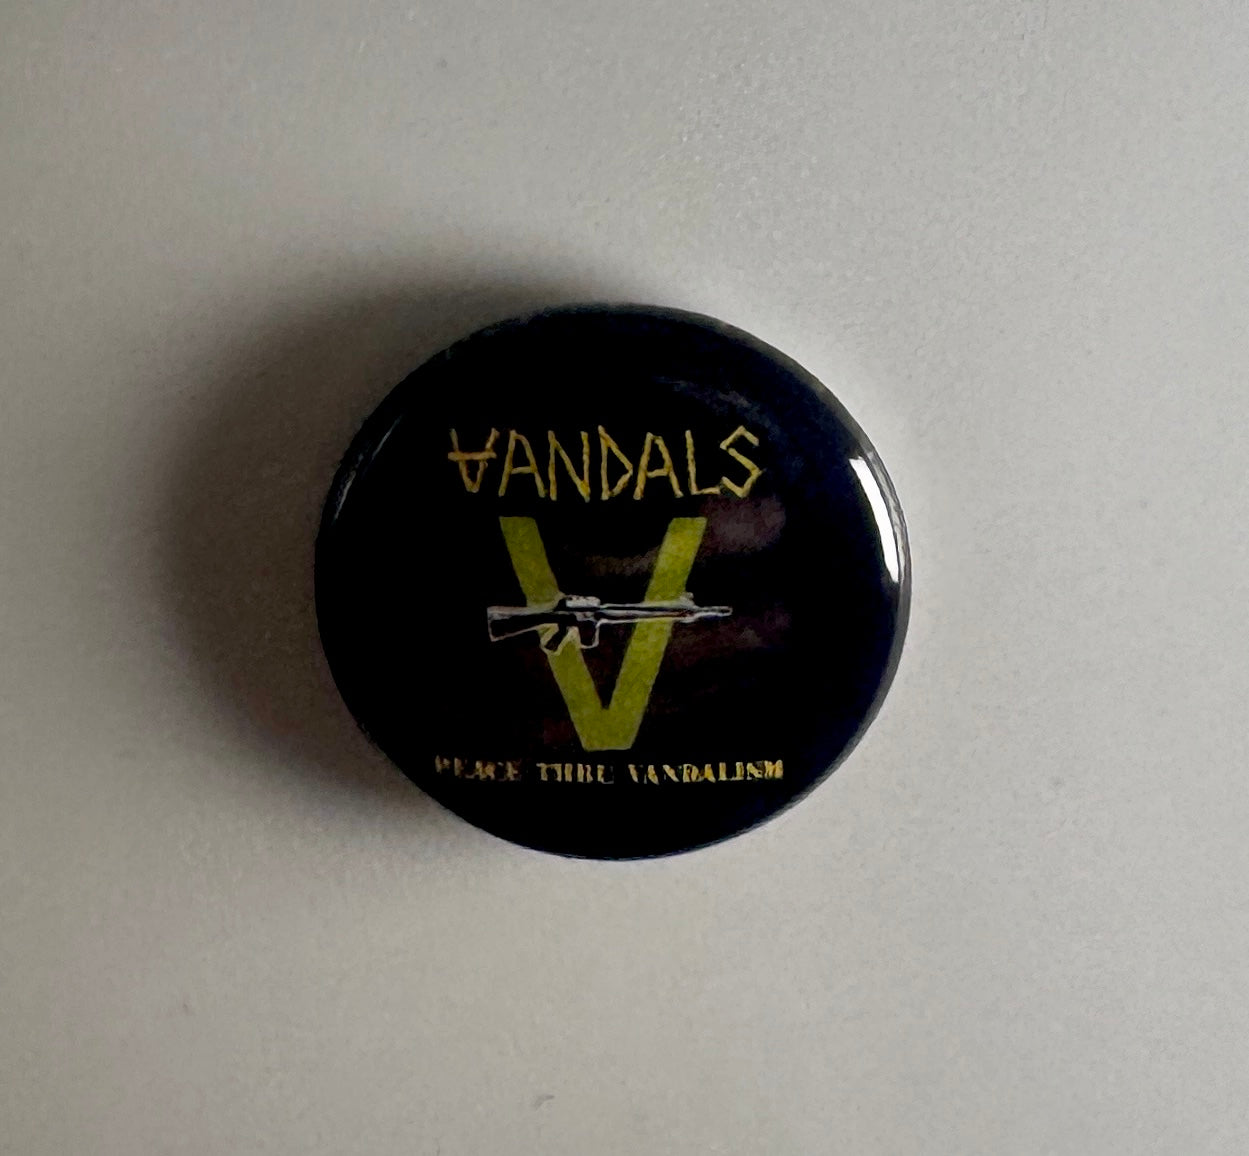 VANDALS
V
PEACE THRU VANDALISM